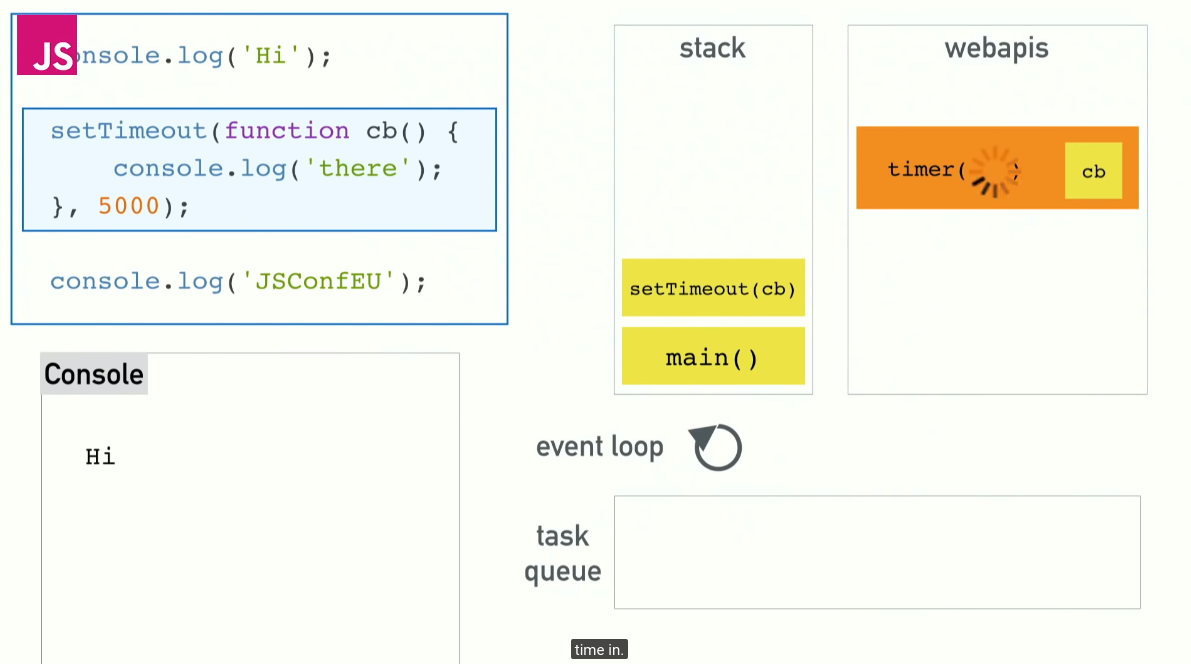 JS
onsole.log('Hi');
setTimeout(function cb() {
console.log('there');
}, 5000);
console.log('JSConfEU');
Console
Hi
stack
setTimeout(cb)
main()
webapis
timer( )
cb
event loop
task
queue
time in.